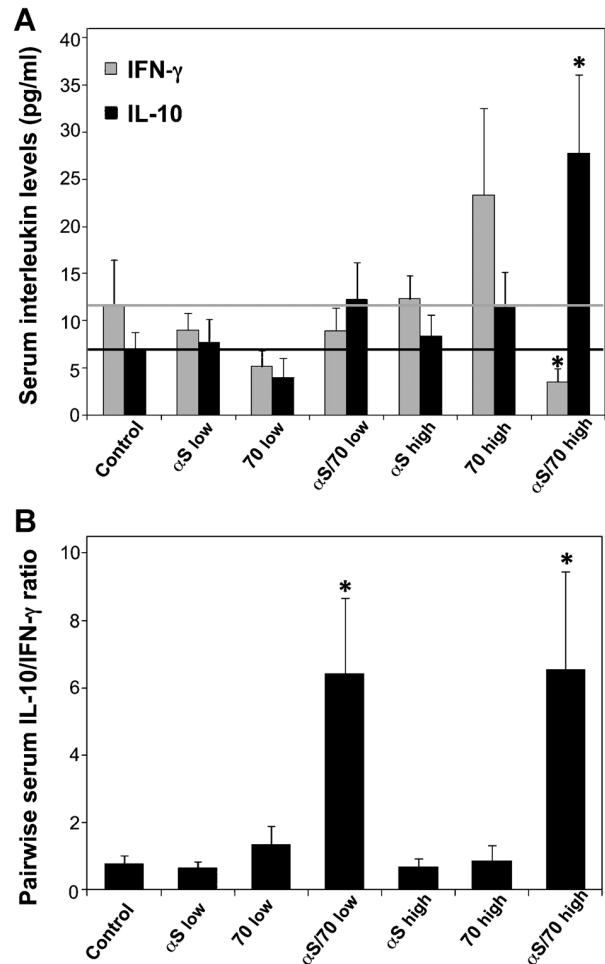 A
Serum interleukin levels (pg/ml)
40
35
30
25
20
15
10
5
0
IFN-γ
IL-10
*
*
Control
αS low
70 low
αS/70 low
αS high
70 high
αS/70 high
B
Pairwise serum IL-10/IFN-γ ratio
10
8
6
4
2
0
*
*
Control
αS low
70 low
αS/70 low
αS high
70 high
αS/70 high